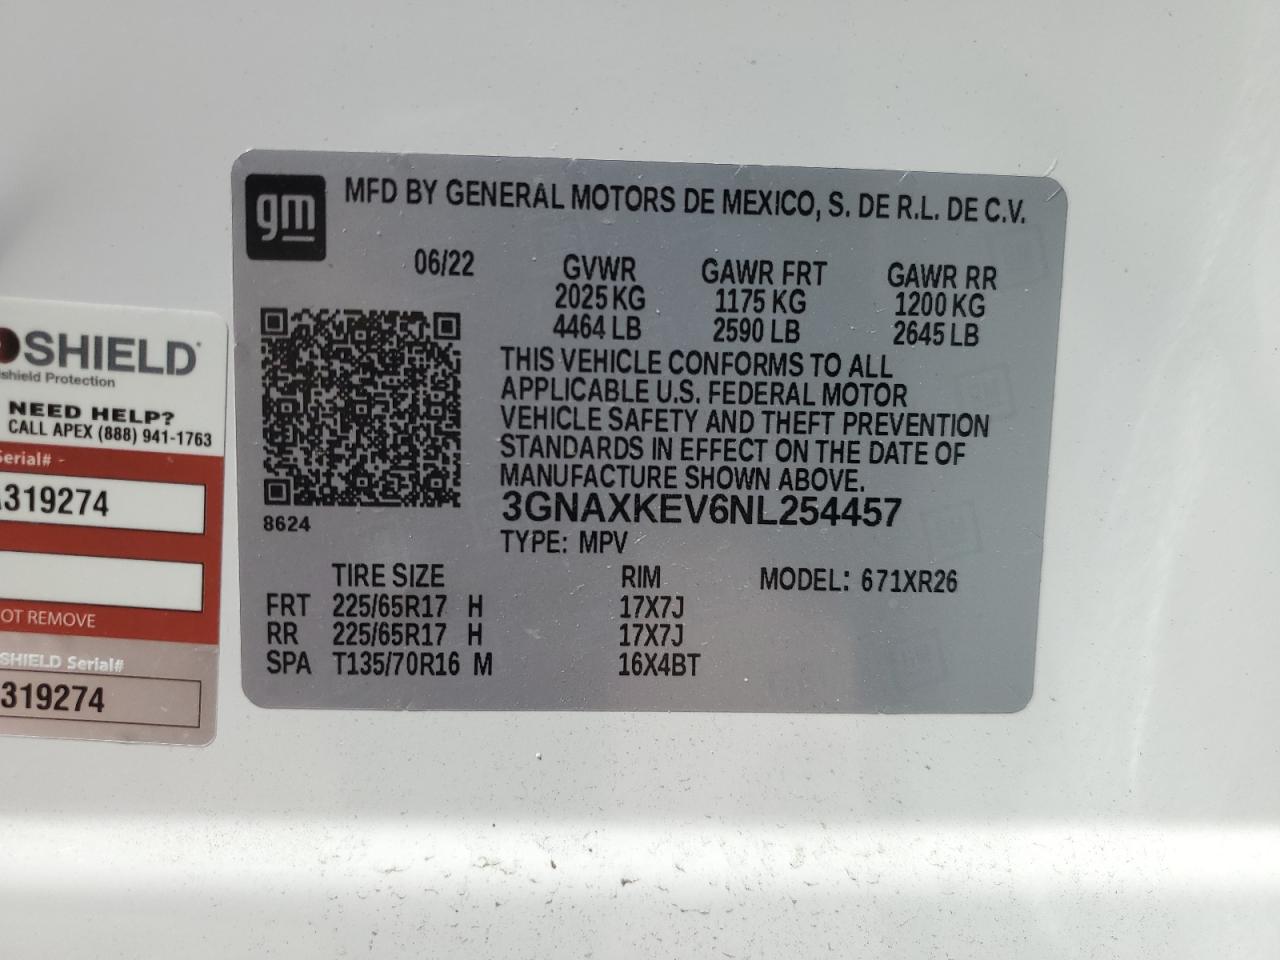 gm
MFD BY GENERAL MOTORS DE MEXICO, S. DE R.L. DE C.V.
06/22
GVWR GAWR FRT GAWR RR
2025 KG 1175 KG 1200 KG
4464 LB 2590 LB 2645 LB
THIS VEHICLE CONFORMS TO ALL
APPLICABLE U.S. FEDERAL MOTOR
VEHICLE SAFETY AND THEFT PREVENTION
STANDARDS IN EFFECT ON THE DATE OF
MANUFACTURE SHOWN ABOVE.
3GNAXKEV6NL254457
8624
TYPE: MPV
TIRE SIZE RIM MODEL: 671XR26
FRT 225/65R17 H 17X7J
RR 225/65R17 H 17X7J
SPA T135/70R16 M 16X4BT
SHIELD
shield Protection
NEED HELP?
CALL APEX (888) 941-1763
Serial#
319274
OT REMOVE
SHIELD Serial#
319274